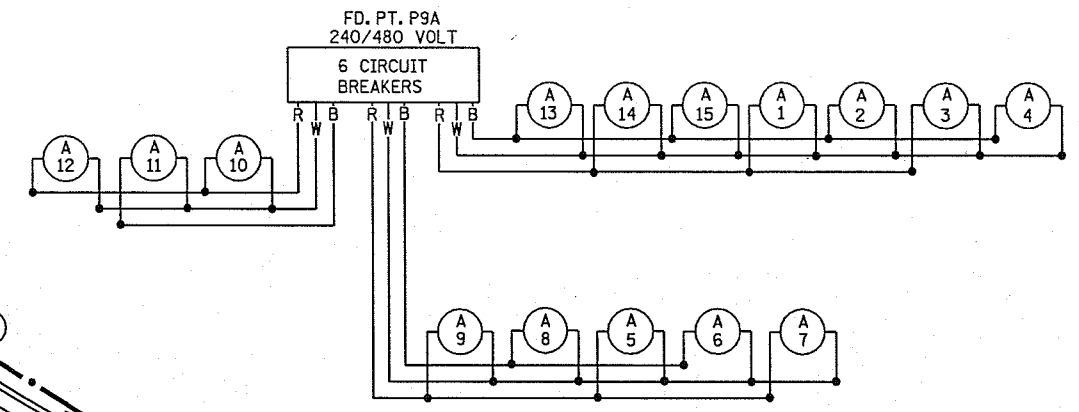 FD. PT. P9A
240/480 VOLT
6 CIRCUIT
BREAKERS
R W B R W B R W B
A 13
A 14
A 15
A 1
A 2
A 3
A 4
A 12
A 11
A 10
A 9
A 8
A 5
A 6
A 7